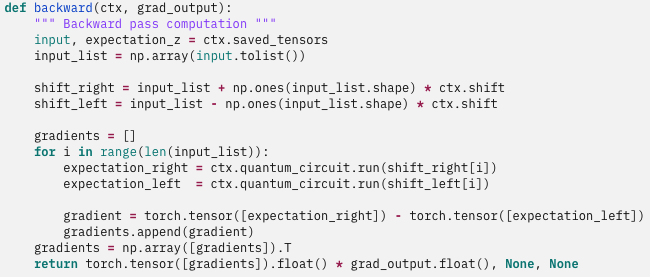 def backward(ctx, grad_output):
    """ Backward pass computation """
    input, expectation_z = ctx.saved_tensors
    input_list = np.array(input.tolist())

    shift_right = input_list + np.ones(input_list.shape) * ctx.shift
    shift_left = input_list - np.ones(input_list.shape) * ctx.shift

    gradients = []
    for i in range(len(input_list)):
        expectation_right = ctx.quantum_circuit.run(shift_right[i])
        expectation_left  = ctx.quantum_circuit.run(shift_left[i])

        gradient = torch.tensor([expectation_right]) - torch.tensor([expectation_left])
        gradients.append(gradient)
    gradients = np.array([gradients]).T
    return torch.tensor([gradients]).float() * grad_output.float(), None, None